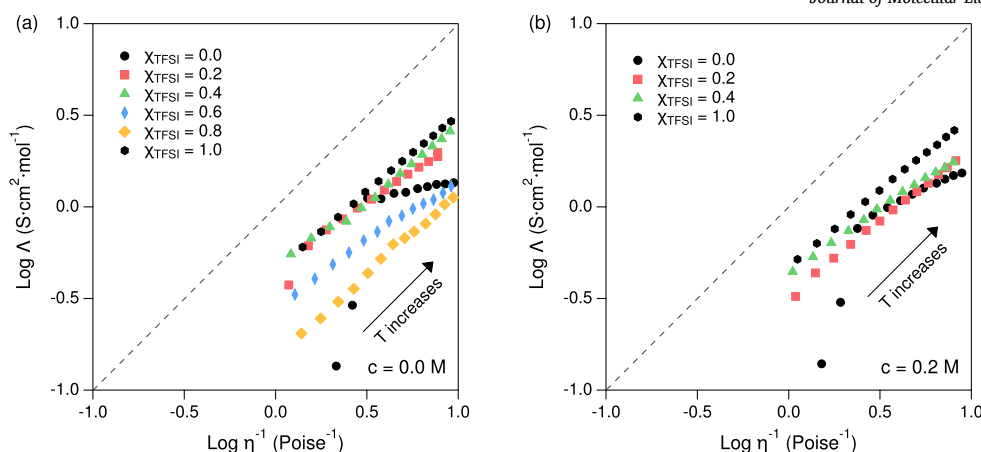 Journal of Molecular Li
(a)
1.0
0.5
0.0
-0.5
-1.0
Log Λ (S·cm²·mol⁻¹)
χTFSI = 0.0
χTFSI = 0.2
χTFSI = 0.4
χTFSI = 0.6
χTFSI = 0.8
χTFSI = 1.0
T increases
c = 0.0 M
-1.0 -0.5 0.0 0.5 1.0
Log η⁻¹ (Poise⁻¹)
(b)
1.0
0.5
0.0
-0.5
-1.0
Log Λ (S·cm²·mol⁻¹)
χTFSI = 0.0
χTFSI = 0.2
χTFSI = 0.4
χTFSI = 1.0
T increases
c = 0.2 M
-1.0 -0.5 0.0 0.5 1.0
Log η⁻¹ (Poise⁻¹)